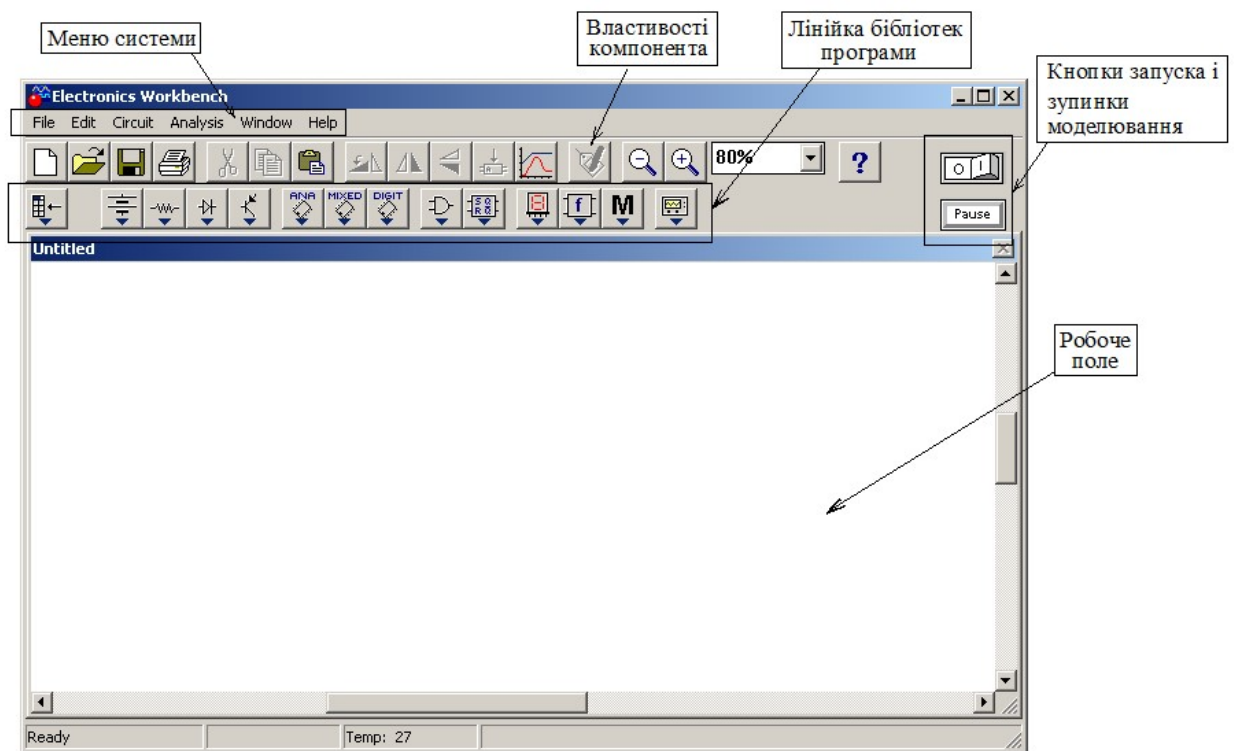 Меню системи
Властивості
компонента
Лінійка бібліотек
програми
Кнопки запуска і
зупинки
моделювання
Electronics Workbench
File Edit Circuit Analysis Window Help
80%
?
ANA MIXED DIGIT
f
M
O I
Pause
Untitled
Робоче
поле
Ready
Temp: 27